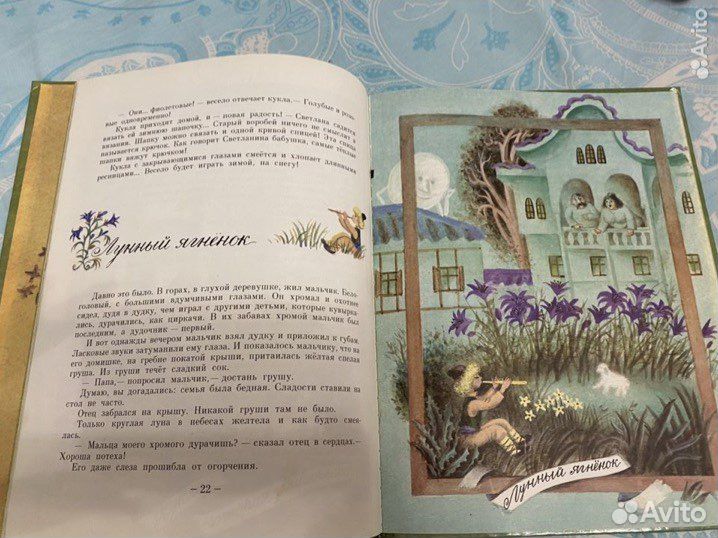 — Они... фиолетовые! — весело отвечает кукла.— Голубые и розо-
вые одновременно!
Кукла приходят домой, и — новая радость! — Светлана садится
вязать ей зимнюю шапочку... Старый воробей ничего не смыслит в
вязании. Шапку можно связать и одной кривой спицей! Эта спица
называется крючок. Как говорит Светланина бабушка, самые тёплые
шапки вяжут крючком!
Кукла с закрывающимися глазами смеётся и хлопает длинными
ресницами... Весело будет играть зимой, на снегу!
Лунный ягнёнок
Давно это было. В горах, в глухой деревушке, жил мальчик. Бело-
головый, с большими вдумчивыми глазами. Он хромал и охотнее
сидел, дудя в дудку, чем играл с другими детьми, которые кувырка-
лись, дурачились, как циркачи. В их забавах хромой мальчик был
последним, а дудочником — первый.
И вот однажды вечером мальчик взял дудку и приложил к губам.
Ласковые звуки затуманили ему глаза. И показалось мальчику, что на
его домишке, на гребне покатой крыши, притаилась жёлтая спелая
груша. Из груши течёт сладкий сок.
— Папа,— попросил мальчик,— достань грушу.
Думаю, вы догадались: семья была бедная. Сладости ставили на
стол не часто.
Отец забрался на крышу. Никакой груши там не было.
Только круглая луна в небесах желтела и как будто смея-
лась.
— Мальца моего хромого дурачишь? — сказал отец в сердцах.—
Хороша потеха!
Его даже слеза прошибла от огорчения.
— 22 —
Лунный ягнёнок
Avito
Avito